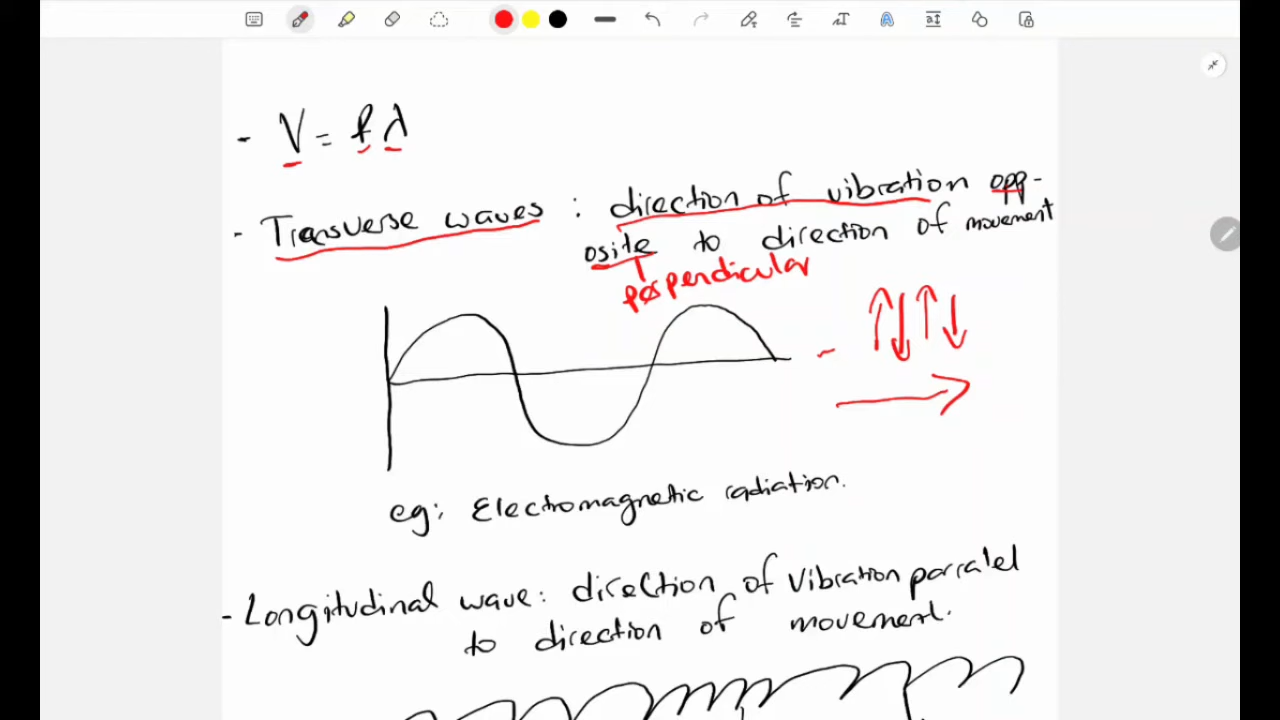 - V = fλ
- Transverse waves : direction of vibration opp-
osite to direction of movement
perpendicular
eg: Electromagnetic radiation.
- Longitudinal wave: direction of vibration parralel
to direction of movement.